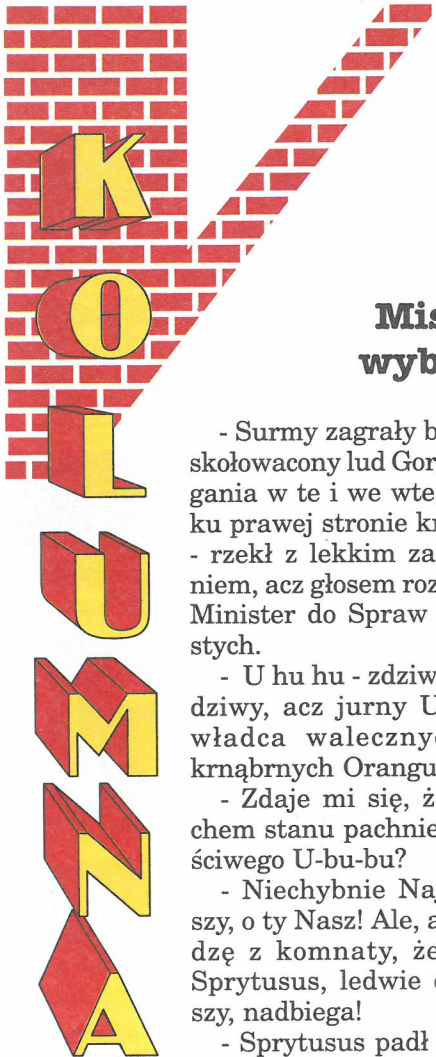 KOLUMNA
Mis
wyb
- Surmy zagrały b
skołowacony lud Gor
gania w te i we wte
ku prawej stronie kr
- rzekł z lekkim za
niem, acz głosem roz
Minister do Spraw
stych.
- U hu hu - zdziw
dziwy, acz jurny U
władca walecznyc
krnąbrnych Orangu
- Zdaje mi się, ż
chem stanu pachnie
ściwego U-bu-bu?
- Niechybnie Naj
szy, o ty Nasz! Ale, a
dzę z komnaty, że
Sprytusus, ledwie
szy, nadbiega!
- Sprytusus padł